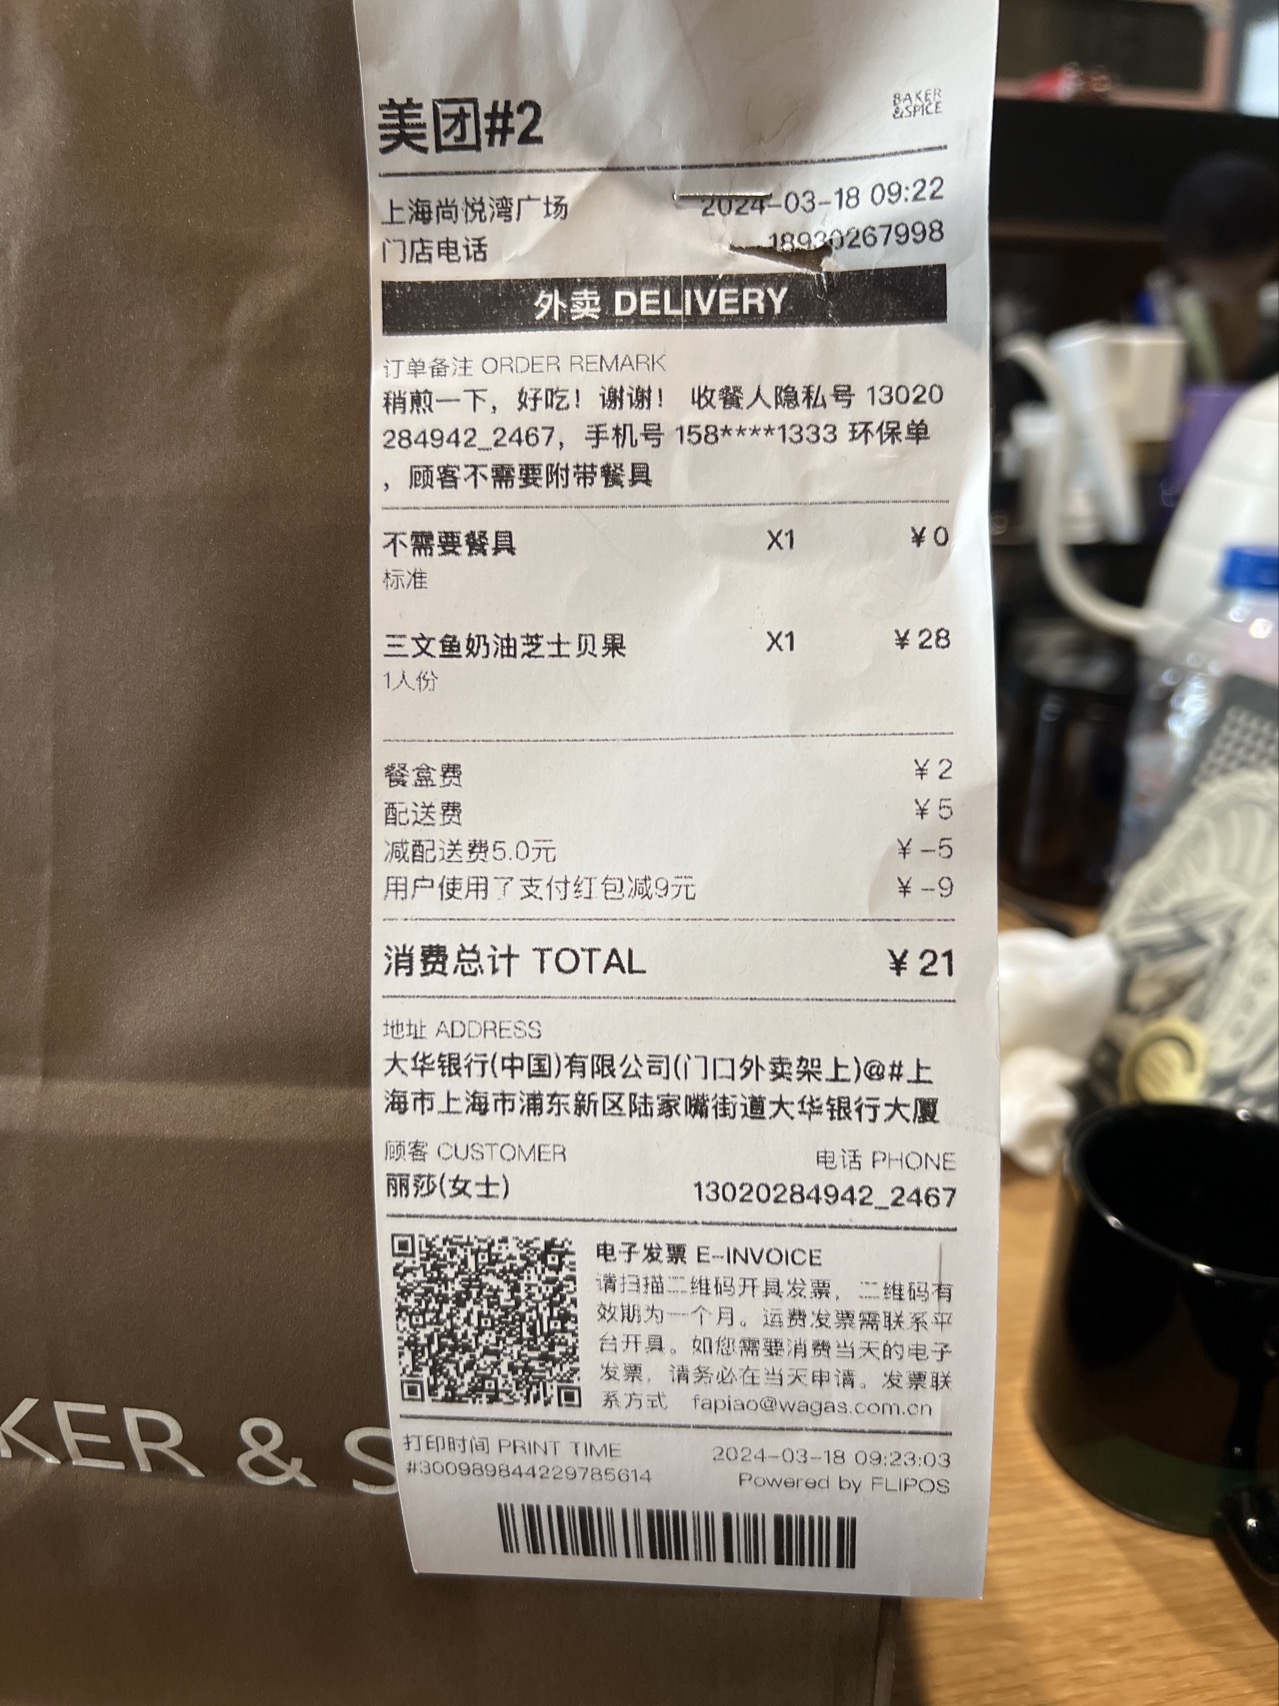 美团#2
BAKER
&SPICE
上海尚悦湾广场 2024-03-18 09:22
门店电话 18930267998
外卖 DELIVERY
订单备注 ORDER REMARK
稍煎一下，好吃！谢谢！ 收餐人隐私号 13020
284942_2467，手机号 158****1333 环保单
，顾客不需要附带餐具
不需要餐具 X1 ¥0
标准
三文鱼奶油芝士贝果 X1 ¥28
1人份
餐盒费 ¥2
配送费 ¥5
减配送费5.0元 ¥-5
用户使用了支付红包减9元 ¥-9
消费总计 TOTAL ¥21
地址 ADDRESS
大华银行(中国)有限公司(门口外卖架上)@#上
海市上海市浦东新区陆家嘴街道大华银行大厦
顾客 CUSTOMER 电话 PHONE
丽莎(女士) 13020284942_2467
电子发票 E-INVOICE
请扫描二维码开具发票，二维码有
效期为一个月。运费发票需联系平
台开具。如您需要消费当天的电子
发票，请务必在当天申请。发票联
系方式 fapiao@wagas.com.cn
打印时间 PRINT TIME 2024-03-18 09:23:03
#3009898442297856​14 Powered by FLIPOS
KER & S